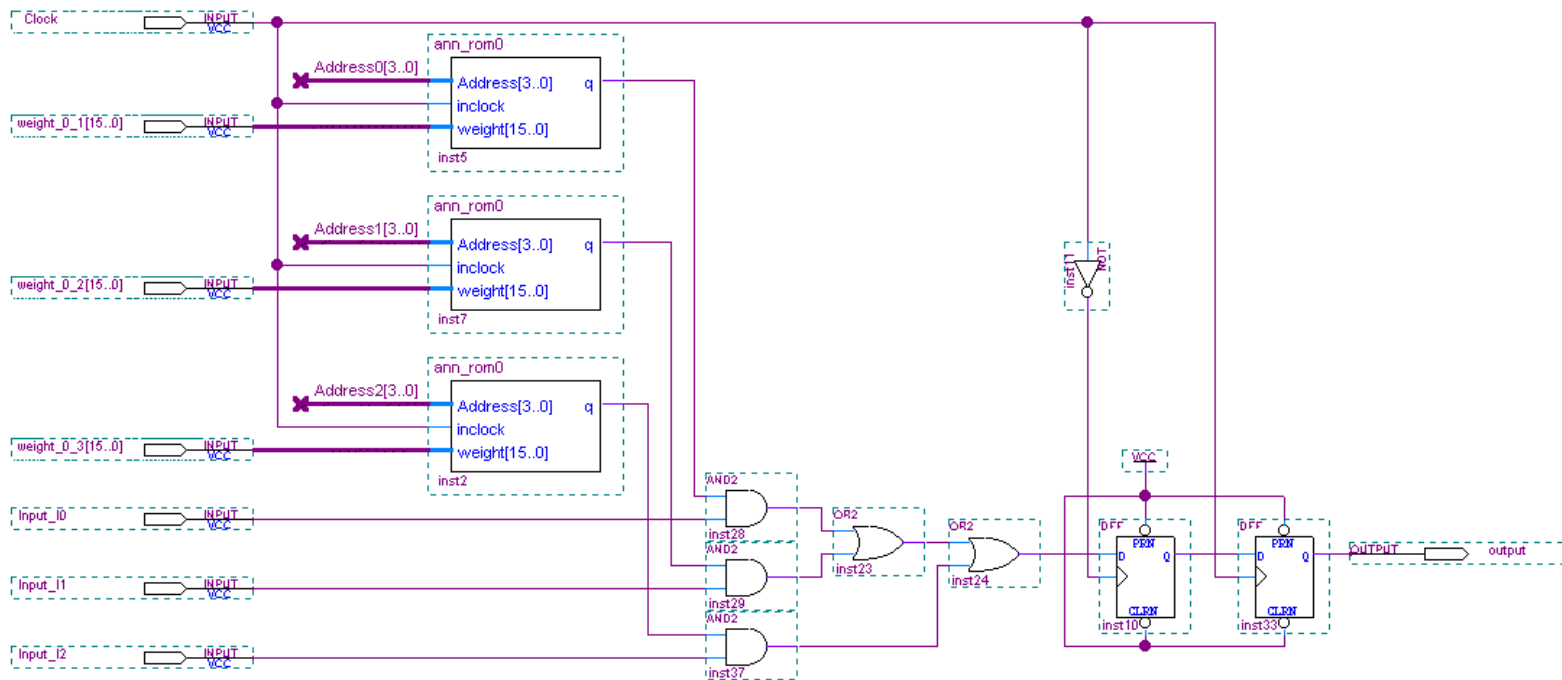 Clock
INPUT
VCC
ann_rom0
Address0[3..0]
Address[3..0] q
inclock
weight_0_1[15..0]
INPUT
VCC
weight[15..0]
inst5
ann_rom0
Address1[3..0]
Address[3..0] q
inclock
weight_0_2[15..0]
INPUT
VCC
weight[15..0]
inst7
NOT
inst11
ann_rom0
Address2[3..0]
Address[3..0] q
inclock
weight_0_3[15..0]
INPUT
VCC
weight[15..0]
inst2
VCC
AND2
Input_I0
INPUT
VCC
inst28
OR2
inst23
OR2
inst24
DFF
PRN
D Q
CLRN
inst10
DFF
PRN
D Q
CLRN
inst33
OUTPUT
output
AND2
Input_I1
INPUT
VCC
inst29
AND2
Input_I2
INPUT
VCC
inst37